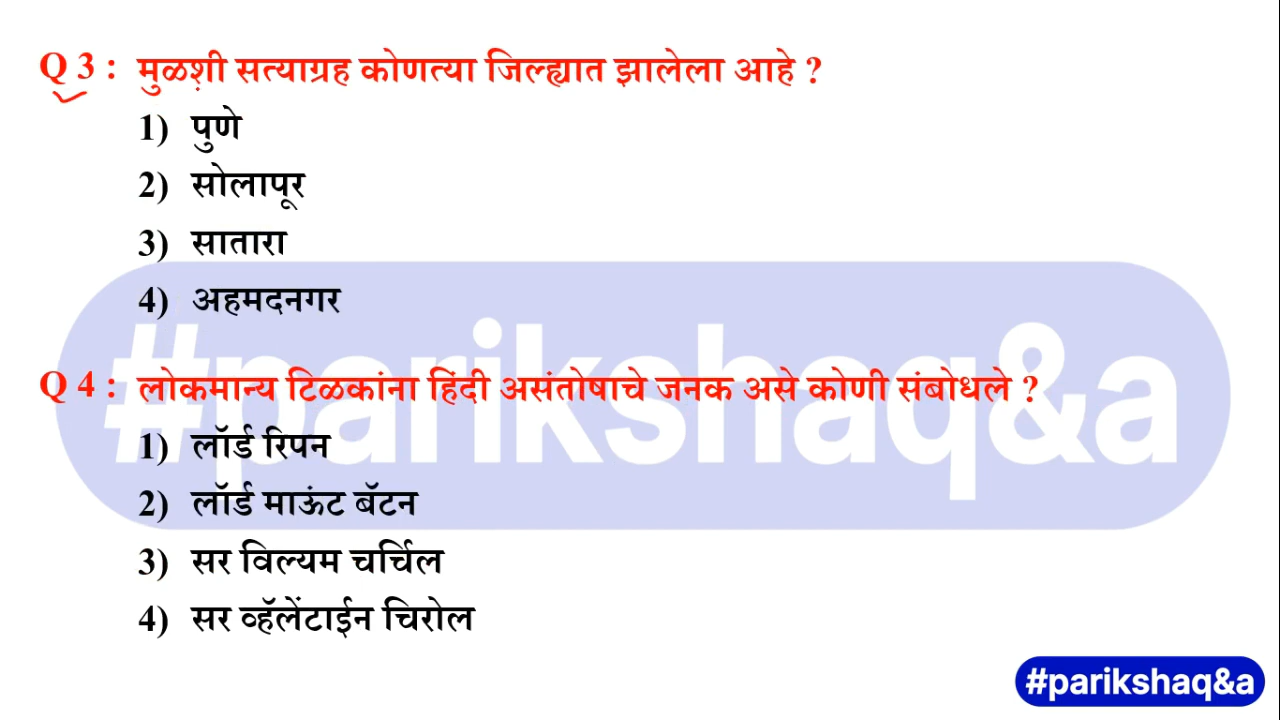 Q 3 : मुळशी सत्याग्रह कोणत्या जिल्ह्यात झालेला आहे ?
1) पुणे
2) सोलापूर
3) सातारा
4) अहमदनगर
#parikshaq&a
Q 4 : लोकमान्य टिळकांना हिंदी असंतोषाचे जनक असे कोणी संबोधले ?
1) लॉर्ड रिपन
2) लॉर्ड माऊंट बॅटन
3) सर विल्यम चर्चिल
4) सर व्हॅलेंटाईन चिरोल
#parikshaq&a